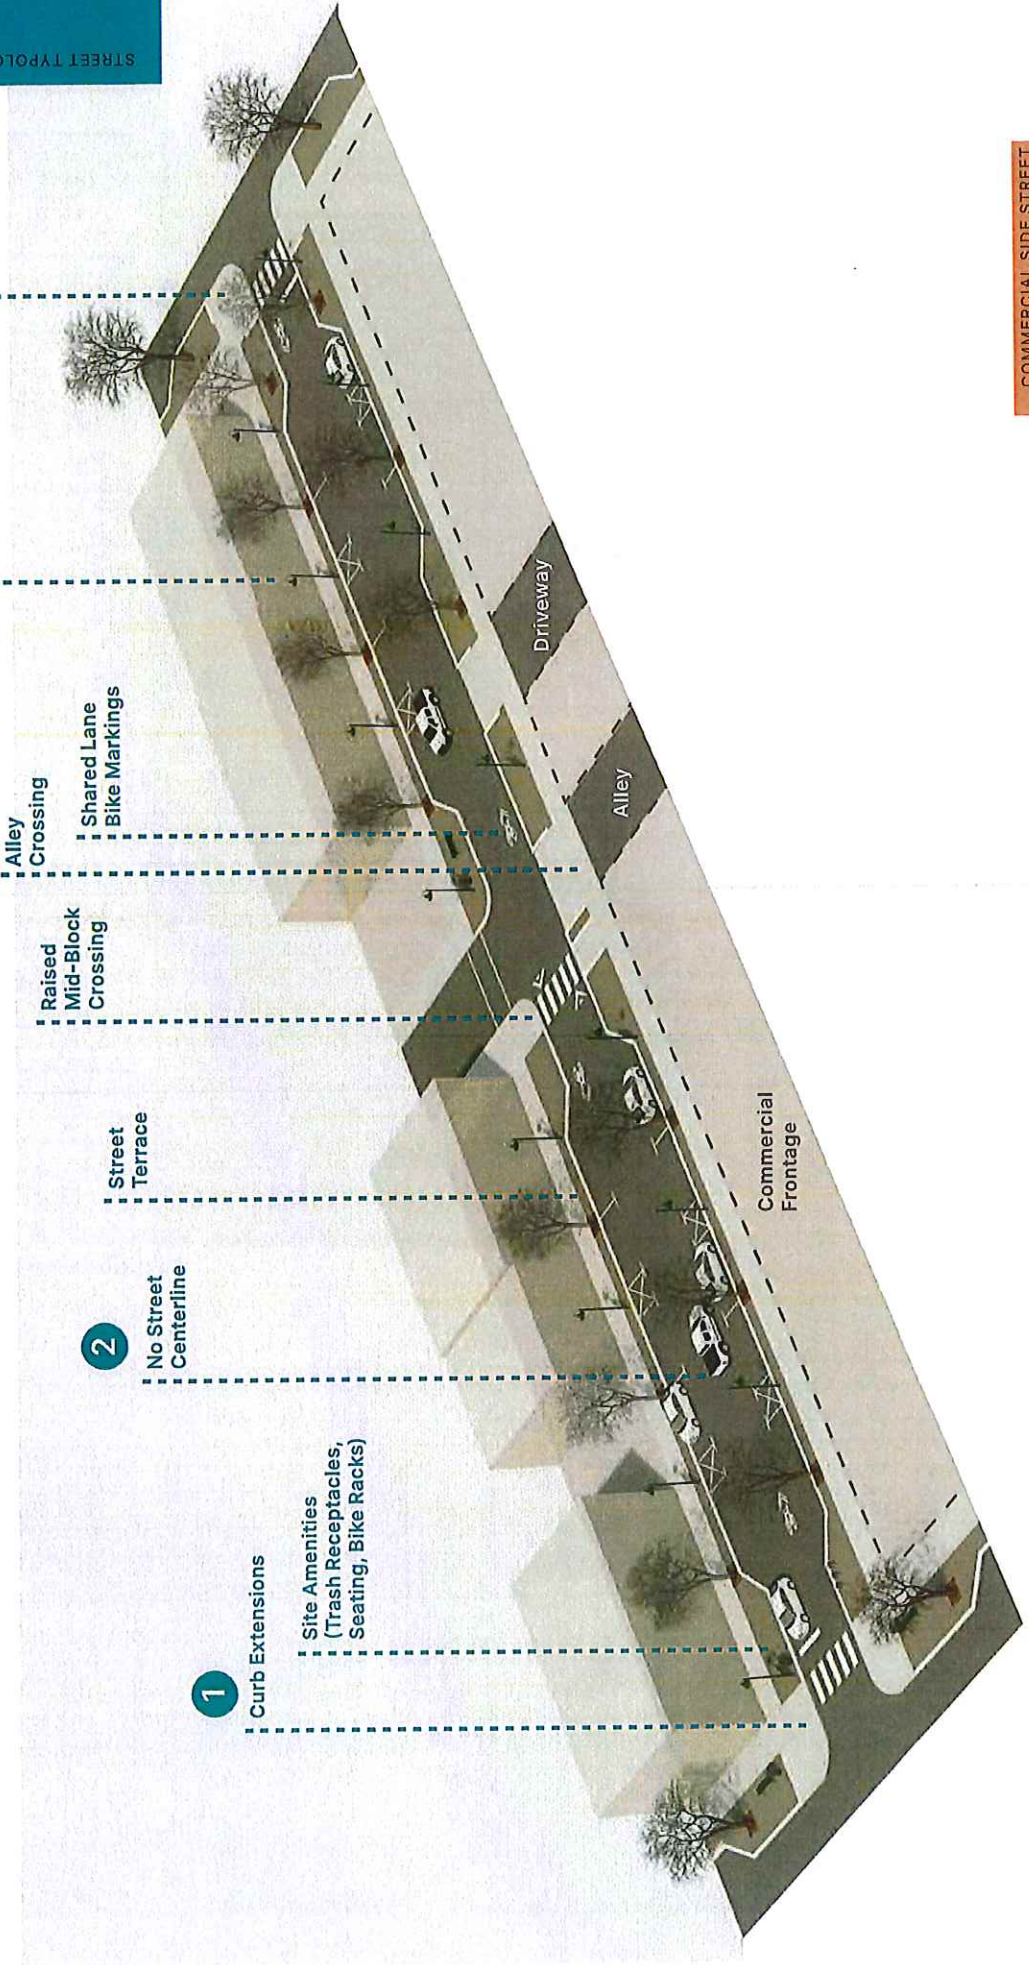 STREET TYPOLO
1
Curb Extensions
Site Amenities
(Trash Receptacles,
Seating, Bike Racks)
2
No Street
Centerline
Street
Terrace
Raised
Mid-Block
Crossing
Alley
Crossing
Shared Lane
Bike Markings
Commercial
Frontage
Alley
Driveway
COMMERCIAL SIDE STREET